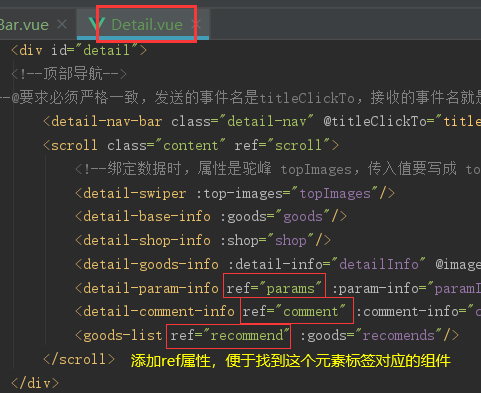 Bar.vue × Detail.vue ×
<div id="detail">
<!--顶部导航-->
--@要求必须严格一致，发送的事件名是titleClickTo，接收的事件名就
<detail-nav-bar class="detail-nav" @titleClickTo="titl
<scroll class="content" ref="scroll">
<!--绑定数据时，属性是驼峰 topImages，传入值要写成 to
<detail-swiper :top-images="topImages"/>
<detail-base-info :goods="goods"/>
<detail-shop-info :shop="shop"/>
<detail-goods-info :detail-info="detailInfo" @imag
<detail-param-info ref="params" :param-info="paramI
<detail-comment-info ref="comment" :comment-info="c
<goods-list ref="recommend" :goods="recomends"/>
</scroll> 添加ref属性，便于找到这个元素标签对应的组件
</div>